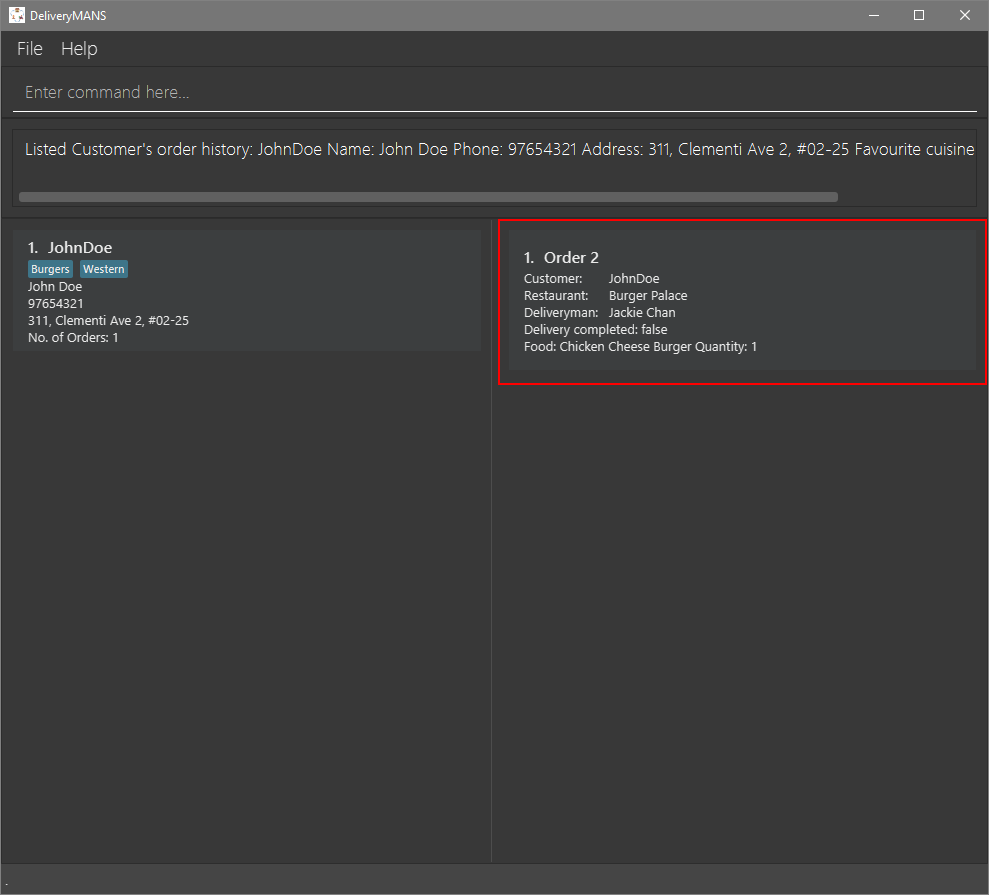 DeliveryMANS
File Help
Enter command here...
Listed Customer's order history: JohnDoe Name: John Doe Phone: 97654321 Address: 311, Clementi Ave 2, #02-25 Favourite cuisine
1. JohnDoe
Burgers Western
John Doe
97654321
311, Clementi Ave 2, #02-25
No. of Orders: 1
1. Order 2
Customer: JohnDoe
Restaurant: Burger Palace
Deliveryman: Jackie Chan
Delivery completed: false
Food: Chicken Cheese Burger Quantity: 1
.